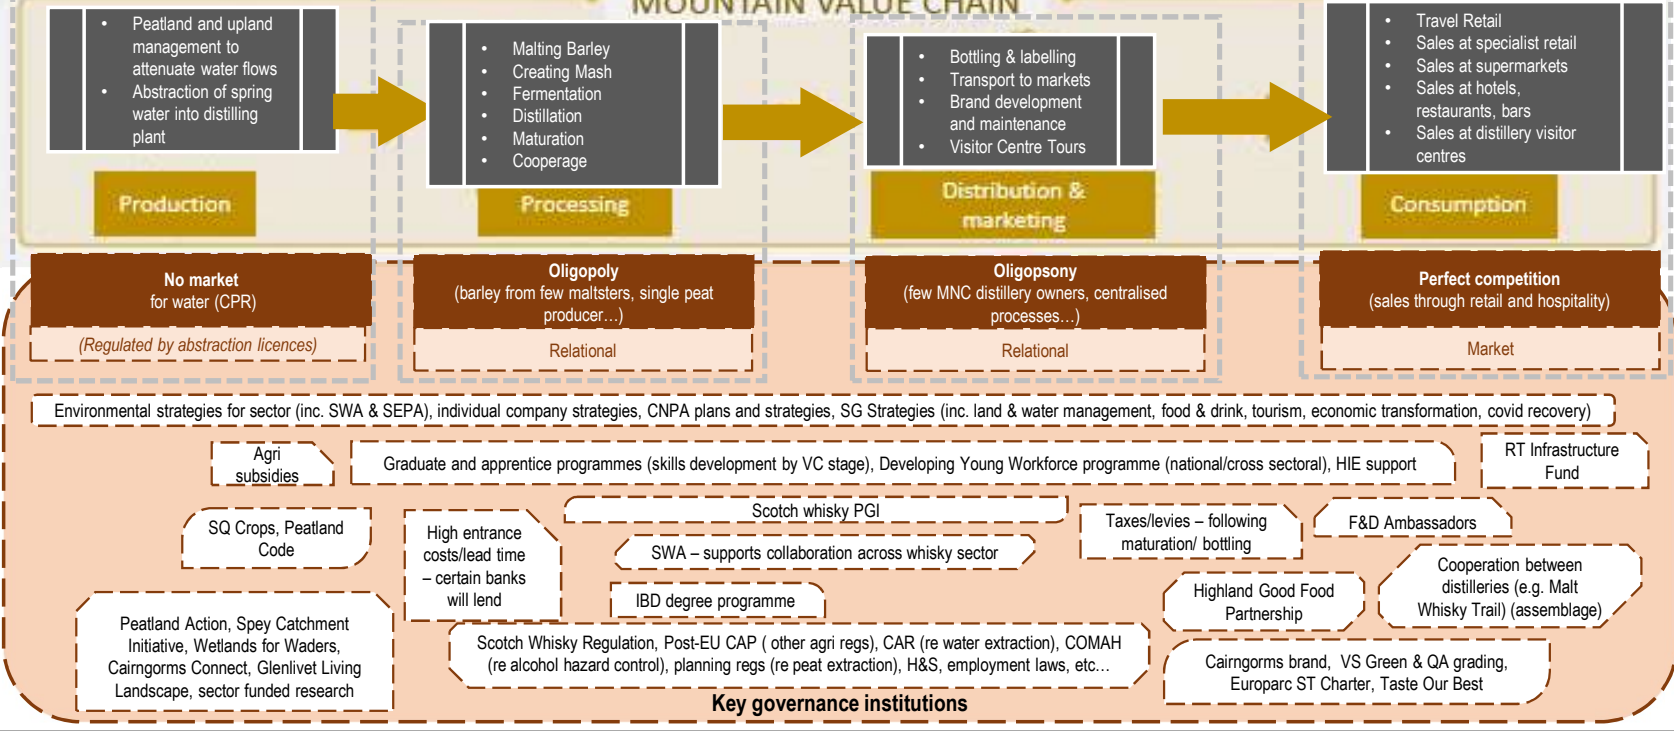 MOUNTAIN VALUE CHAIN
• Peatland and upland
management to
attenuate water flows
• Abstraction of spring
water into distilling
plant
• Malting Barley
• Creating Mash
• Fermentation
• Distillation
• Maturation
• Cooperage
• Bottling & labelling
• Transport to markets
• Brand development
and maintenance
• Visitor Centre Tours
• Travel Retail
• Sales at specialist retail
• Sales at supermarkets
• Sales at hotels,
restaurants, bars
• Sales at distillery visitor
centres
Production
Processing
Distribution &
marketing
Consumption
No market
for water (CPR)
(Regulated by abstraction licences)
Oligopoly
(barley from few maltsters, single peat
producer…)
Relational
Oligopsony
(few MNC distillery owners, centralised
processes…)
Relational
Perfect competition
(sales through retail and hospitality)
Market
Environmental strategies for sector (inc. SWA & SEPA), individual company strategies, CNPA plans and strategies, SG Strategies (inc. land & water management, food & drink, tourism, economic transformation, covid recovery)
Agri
subsidies
Graduate and apprentice programmes (skills development by VC stage), Developing Young Workforce programme (national/cross sectoral), HIE support
RT Infrastructure
Fund
SQ Crops, Peatland
Code
High entrance
costs/lead time
– certain banks
will lend
Scotch whisky PGI
SWA – supports collaboration across whisky sector
IBD degree programme
Taxes/levies – following
maturation/ bottling
F&D Ambassadors
Highland Good Food
Partnership
Cooperation between
distilleries (e.g. Malt
Whisky Trail) (assemblage)
Peatland Action, Spey Catchment
Initiative, Wetlands for Waders,
Cairngorms Connect, Glenlivet Living
Landscape, sector funded research
Scotch Whisky Regulation, Post-EU CAP ( other agri regs), CAR (re water extraction), COMAH
(re alcohol hazard control), planning regs (re peat extraction), H&S, employment laws, etc…
Cairngorms brand, VS Green & QA grading,
Europarc ST Charter, Taste Our Best
Key governance institutions